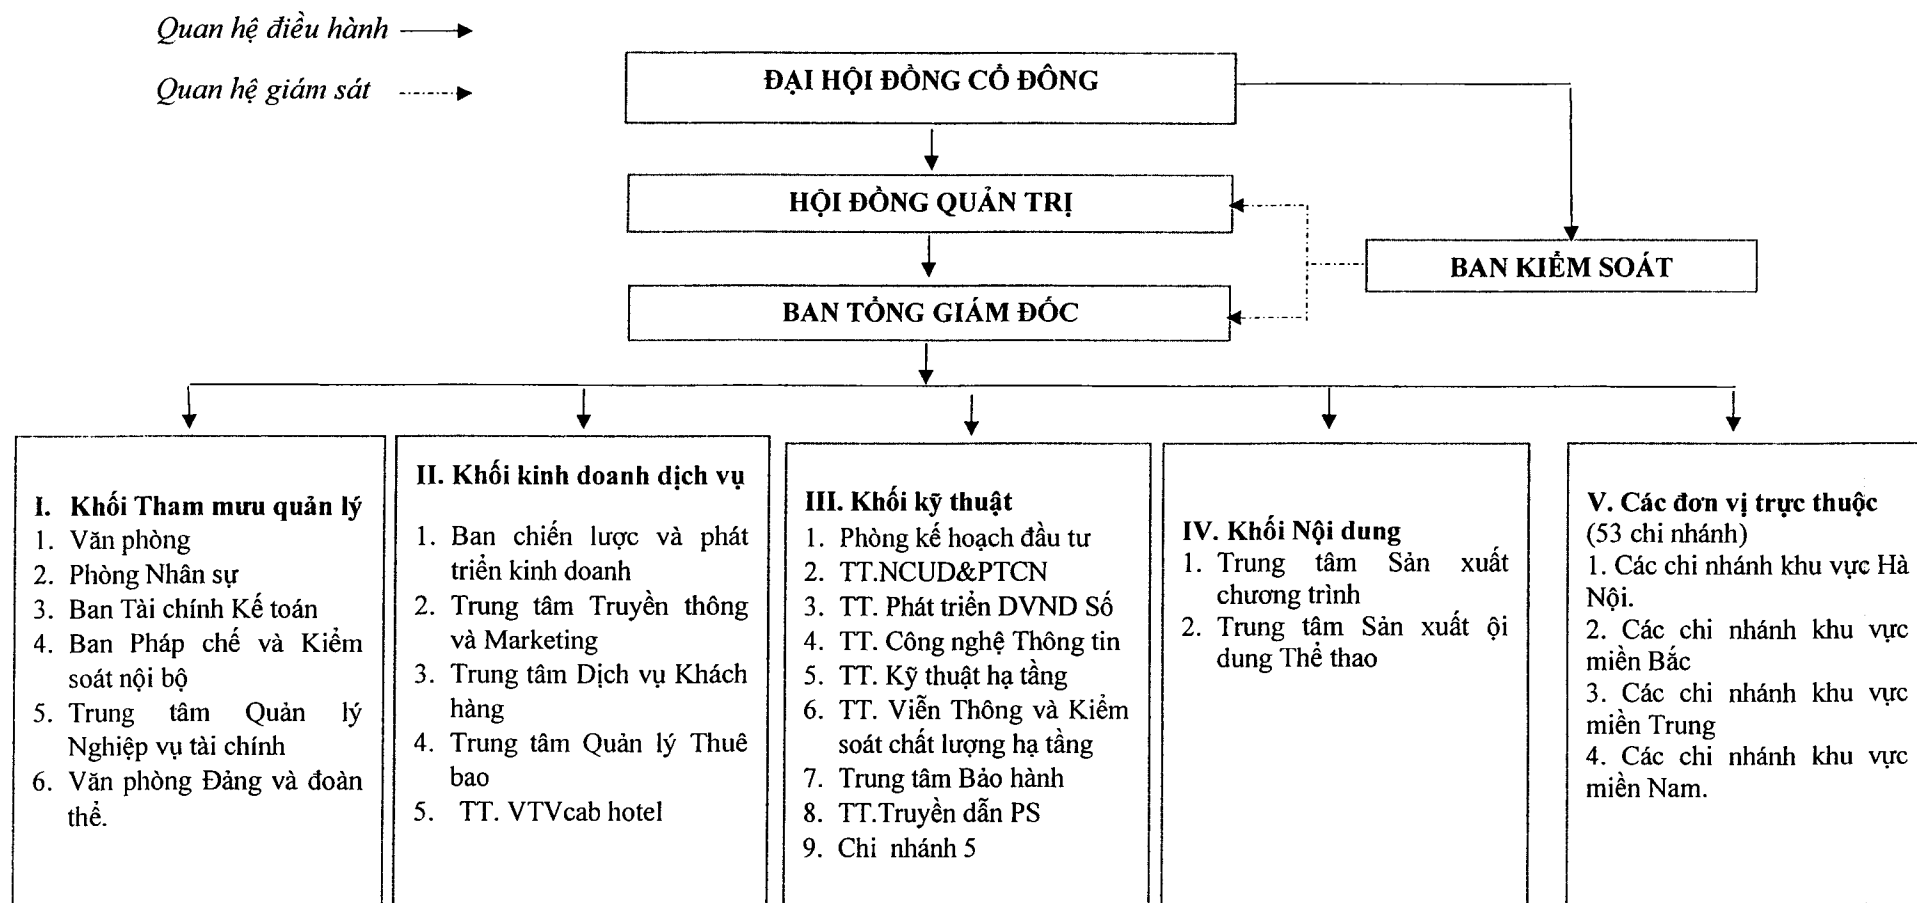 Quan hệ điều hành
Quan hệ giám sát
ĐẠI HỘI ĐỒNG CỔ ĐÔNG
HỘI ĐỒNG QUẢN TRỊ
BAN KIỂM SOÁT
BAN TỔNG GIÁM ĐỐC
I. Khối Tham mưu quản lý
1. Văn phòng
2. Phòng Nhân sự
3. Ban Tài chính Kế toán
4. Ban Pháp chế và Kiểm
soát nội bộ
5. Trung tâm Quản lý
Nghiệp vụ tài chính
6. Văn phòng Đảng và đoàn
thể.
II. Khối kinh doanh dịch vụ
1. Ban chiến lược và phát
triển kinh doanh
2. Trung tâm Truyền thông
và Marketing
3. Trung tâm Dịch vụ Khách
hàng
4. Trung tâm Quản lý Thuê
bao
5. TT. VTVcab hotel
III. Khối kỹ thuật
1. Phòng kế hoạch đầu tư
2. TT.NCUD&PTCN
3. TT. Phát triển DVND Số
4. TT. Công nghệ Thông tin
5. TT. Kỹ thuật hạ tầng
6. TT. Viễn Thông và Kiểm
soát chất lượng hạ tầng
7. Trung tâm Bảo hành
8. TT.Truyền dẫn PS
9. Chi nhánh 5
IV. Khối Nội dung
1. Trung tâm Sản xuất
chương trình
2. Trung tâm Sản xuất ội
dung Thể thao
V. Các đơn vị trực thuộc
(53 chi nhánh)
1. Các chi nhánh khu vực Hà
Nội.
2. Các chi nhánh khu vực
miền Bắc
3. Các chi nhánh khu vực
miền Trung
4. Các chi nhánh khu vực
miền Nam.